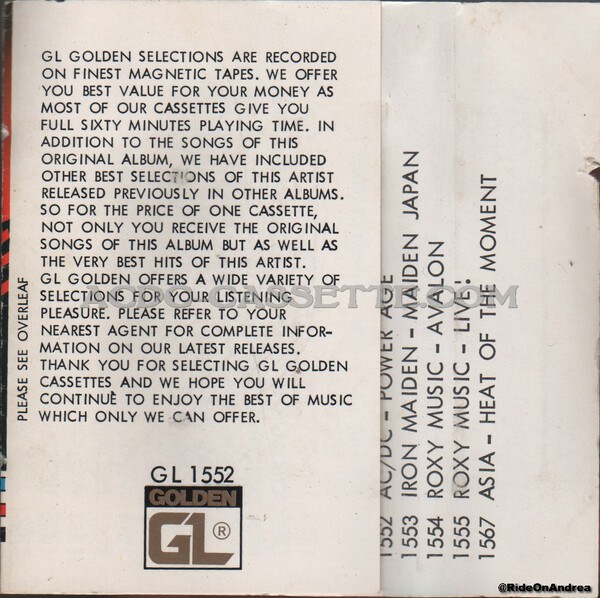 GL GOLDEN SELECTIONS ARE RECORDED
ON FINEST MAGNETIC TAPES. WE OFFER
YOU BEST VALUE FOR YOUR MONEY AS
MOST OF OUR CASSETTES GIVE YOU
FULL SIXTY MINUTES PLAYING TIME. IN
ADDITION TO THE SONGS OF THIS
ORIGINAL ALBUM, WE HAVE INCLUDED
OTHER BEST SELECTIONS OF THIS ARTIST
RELEASED PREVIOUSLY IN OTHER ALBUMS.
SO FOR THE PRICE OF ONE CASSETTE,
NOT ONLY YOU RECEIVE THE ORIGINAL
SONGS OF THIS ALBUM BUT AS WELL AS
THE VERY BEST HITS OF THIS ARTIST.
GL GOLDEN OFFERS A WIDE VARIETY OF
SELECTIONS FOR YOUR LISTENING
PLEASURE. PLEASE REFER TO YOUR
NEAREST AGENT FOR COMPLETE INFOR-
MATION ON OUR LATEST RELEASES.
THANK YOU FOR SELECTING GL GOLDEN
CASSETTES AND WE HOPE YOU WILL
CONTINUÈ TO ENJOY THE BEST OF MUSIC
WHICH ONLY WE CAN OFFER.
PLEASE SEE OVERLEAF
GL 1552
GOLDEN
GL ®
1552 AC/DC – POWER AGE
1553 IRON MAIDEN – MAIDEN JAPAN
1554 ROXY MUSIC – AVALON
1555 ROXY MUSIC – LIVE!
1567 ASIA – HEAT OF THE MOMENT
ACDC-CASSETTE.COM
@RideOnAndrea